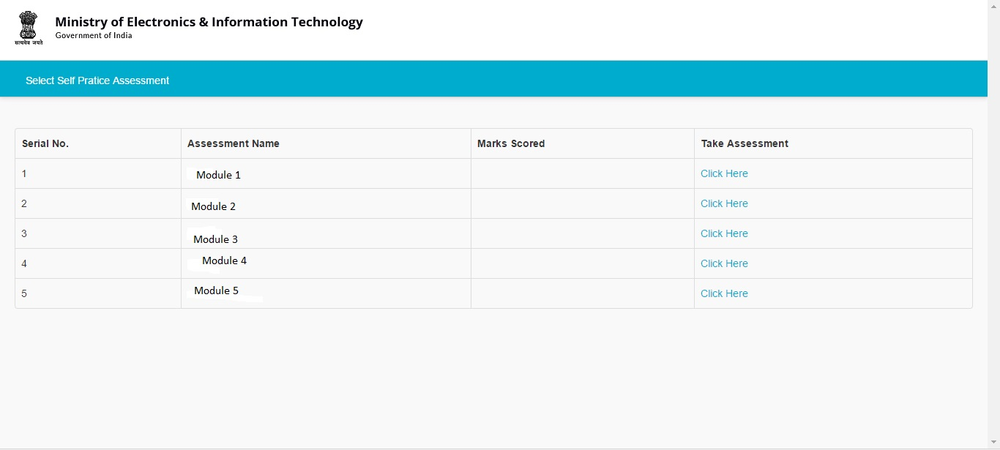 Ministry of Electronics & Information Technology
Government of India
सत्यमेव जयते
Select Self Pratice Assessment
Serial No. Assessment Name Marks Scored Take Assessment
1 Module 1 Click Here
2 Module 2 Click Here
3 Module 3 Click Here
4 Module 4 Click Here
5 Module 5 Click Here